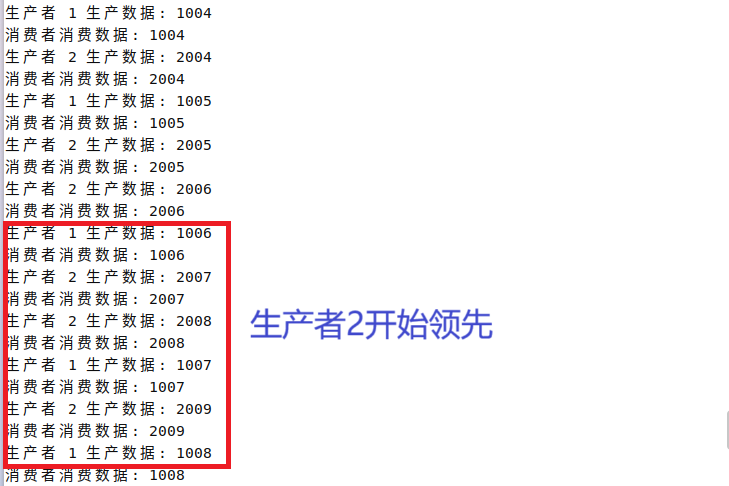 生产者 1 生产数据: 1004
消费者消费数据: 1004
生产者 2 生产数据: 2004
消费者消费数据: 2004
生产者 1 生产数据: 1005
消费者消费数据: 1005
生产者 2 生产数据: 2005
消费者消费数据: 2005
生产者 2 生产数据: 2006
消费者消费数据: 2006
生产者 1 生产数据: 1006
消费者消费数据: 1006
生产者 2 生产数据: 2007
消费者消费数据: 2007
生产者 2 生产数据: 2008
生产者2开始领先
消费者消费数据: 2008
生产者 1 生产数据: 1007
消费者消费数据: 1007
生产者 2 生产数据: 2009
消费者消费数据: 2009
生产者 1 生产数据: 1008
消费者消费数据: 1008